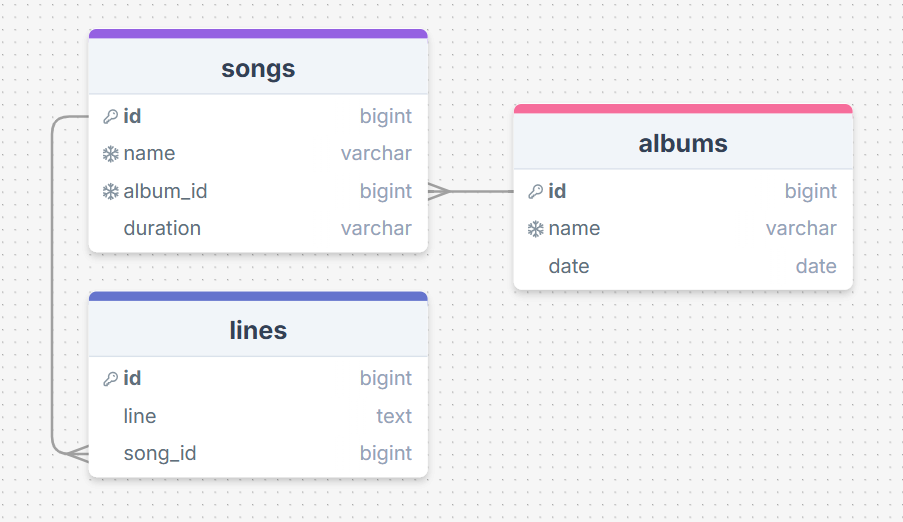 songs
id bigint
name varchar
album_id bigint
duration varchar
albums
id bigint
name varchar
date date
lines
id bigint
line text
song_id bigint